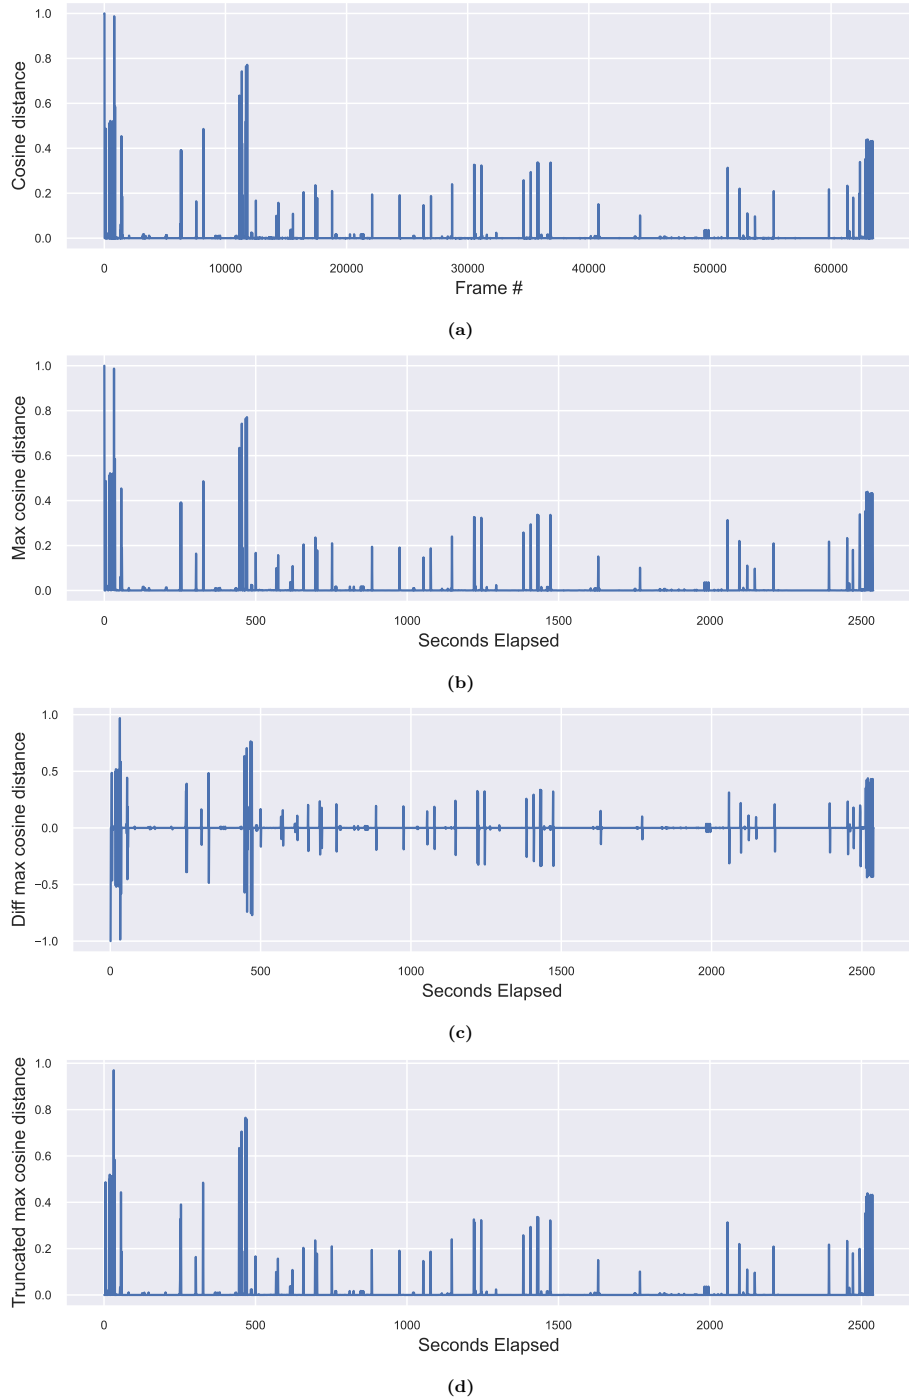 1.0
0.8
0.6
0.4
0.2
0.0
Cosine distance
0 10000 20000 30000 40000 50000 60000
Frame #
(a)
1.0
0.8
0.6
0.4
0.2
0.0
Max cosine distance
0 500 1000 1500 2000 2500
Seconds Elapsed
(b)
1.0
0.5
0.0
−0.5
−1.0
Diff max cosine distance
0 500 1000 1500 2000 2500
Seconds Elapsed
(c)
1.0
0.8
0.6
0.4
0.2
0.0
Truncated max cosine distance
0 500 1000 1500 2000 2500
Seconds Elapsed
(d)